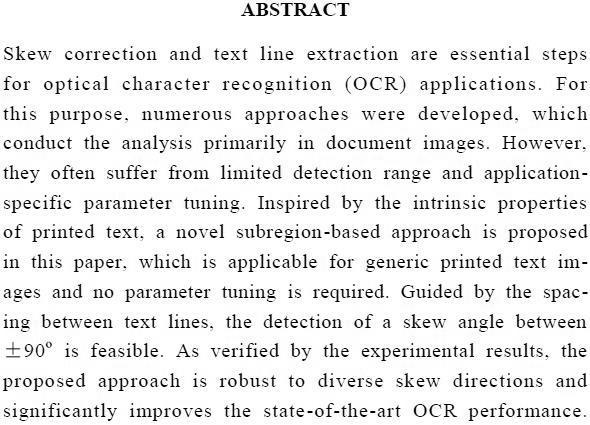 ABSTRACT
Skew correction and text line extraction are essential steps
for optical character recognition (OCR) applications. For
this purpose, numerous approaches were developed, which
conduct the analysis primarily in document images. However,
they often suffer from limited detection range and application-
specific parameter tuning. Inspired by the intrinsic properties
of printed text, a novel subregion-based approach is proposed
in this paper, which is applicable for generic printed text im-
ages and no parameter tuning is required. Guided by the spac-
ing between text lines, the detection of a skew angle between
±90° is feasible. As verified by the experimental results, the
proposed approach is robust to diverse skew directions and
significantly improves the state-of-the-art OCR performance.